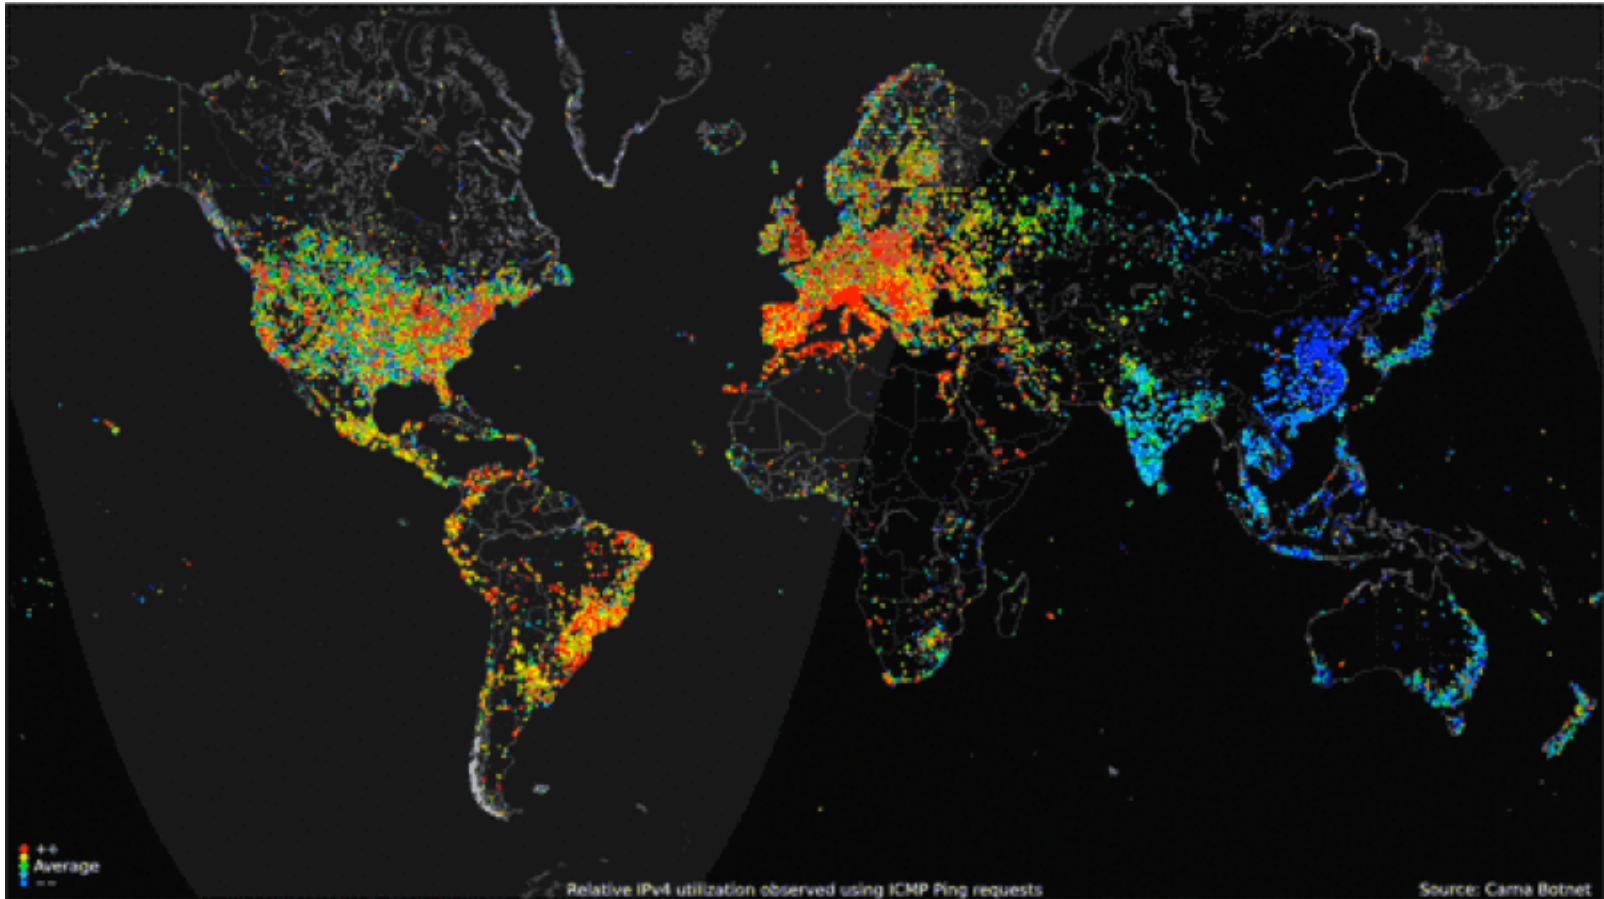 ++
Average
--
Relative IPv4 utilization observed using ICMP Ping requests
Source: Carna Botnet